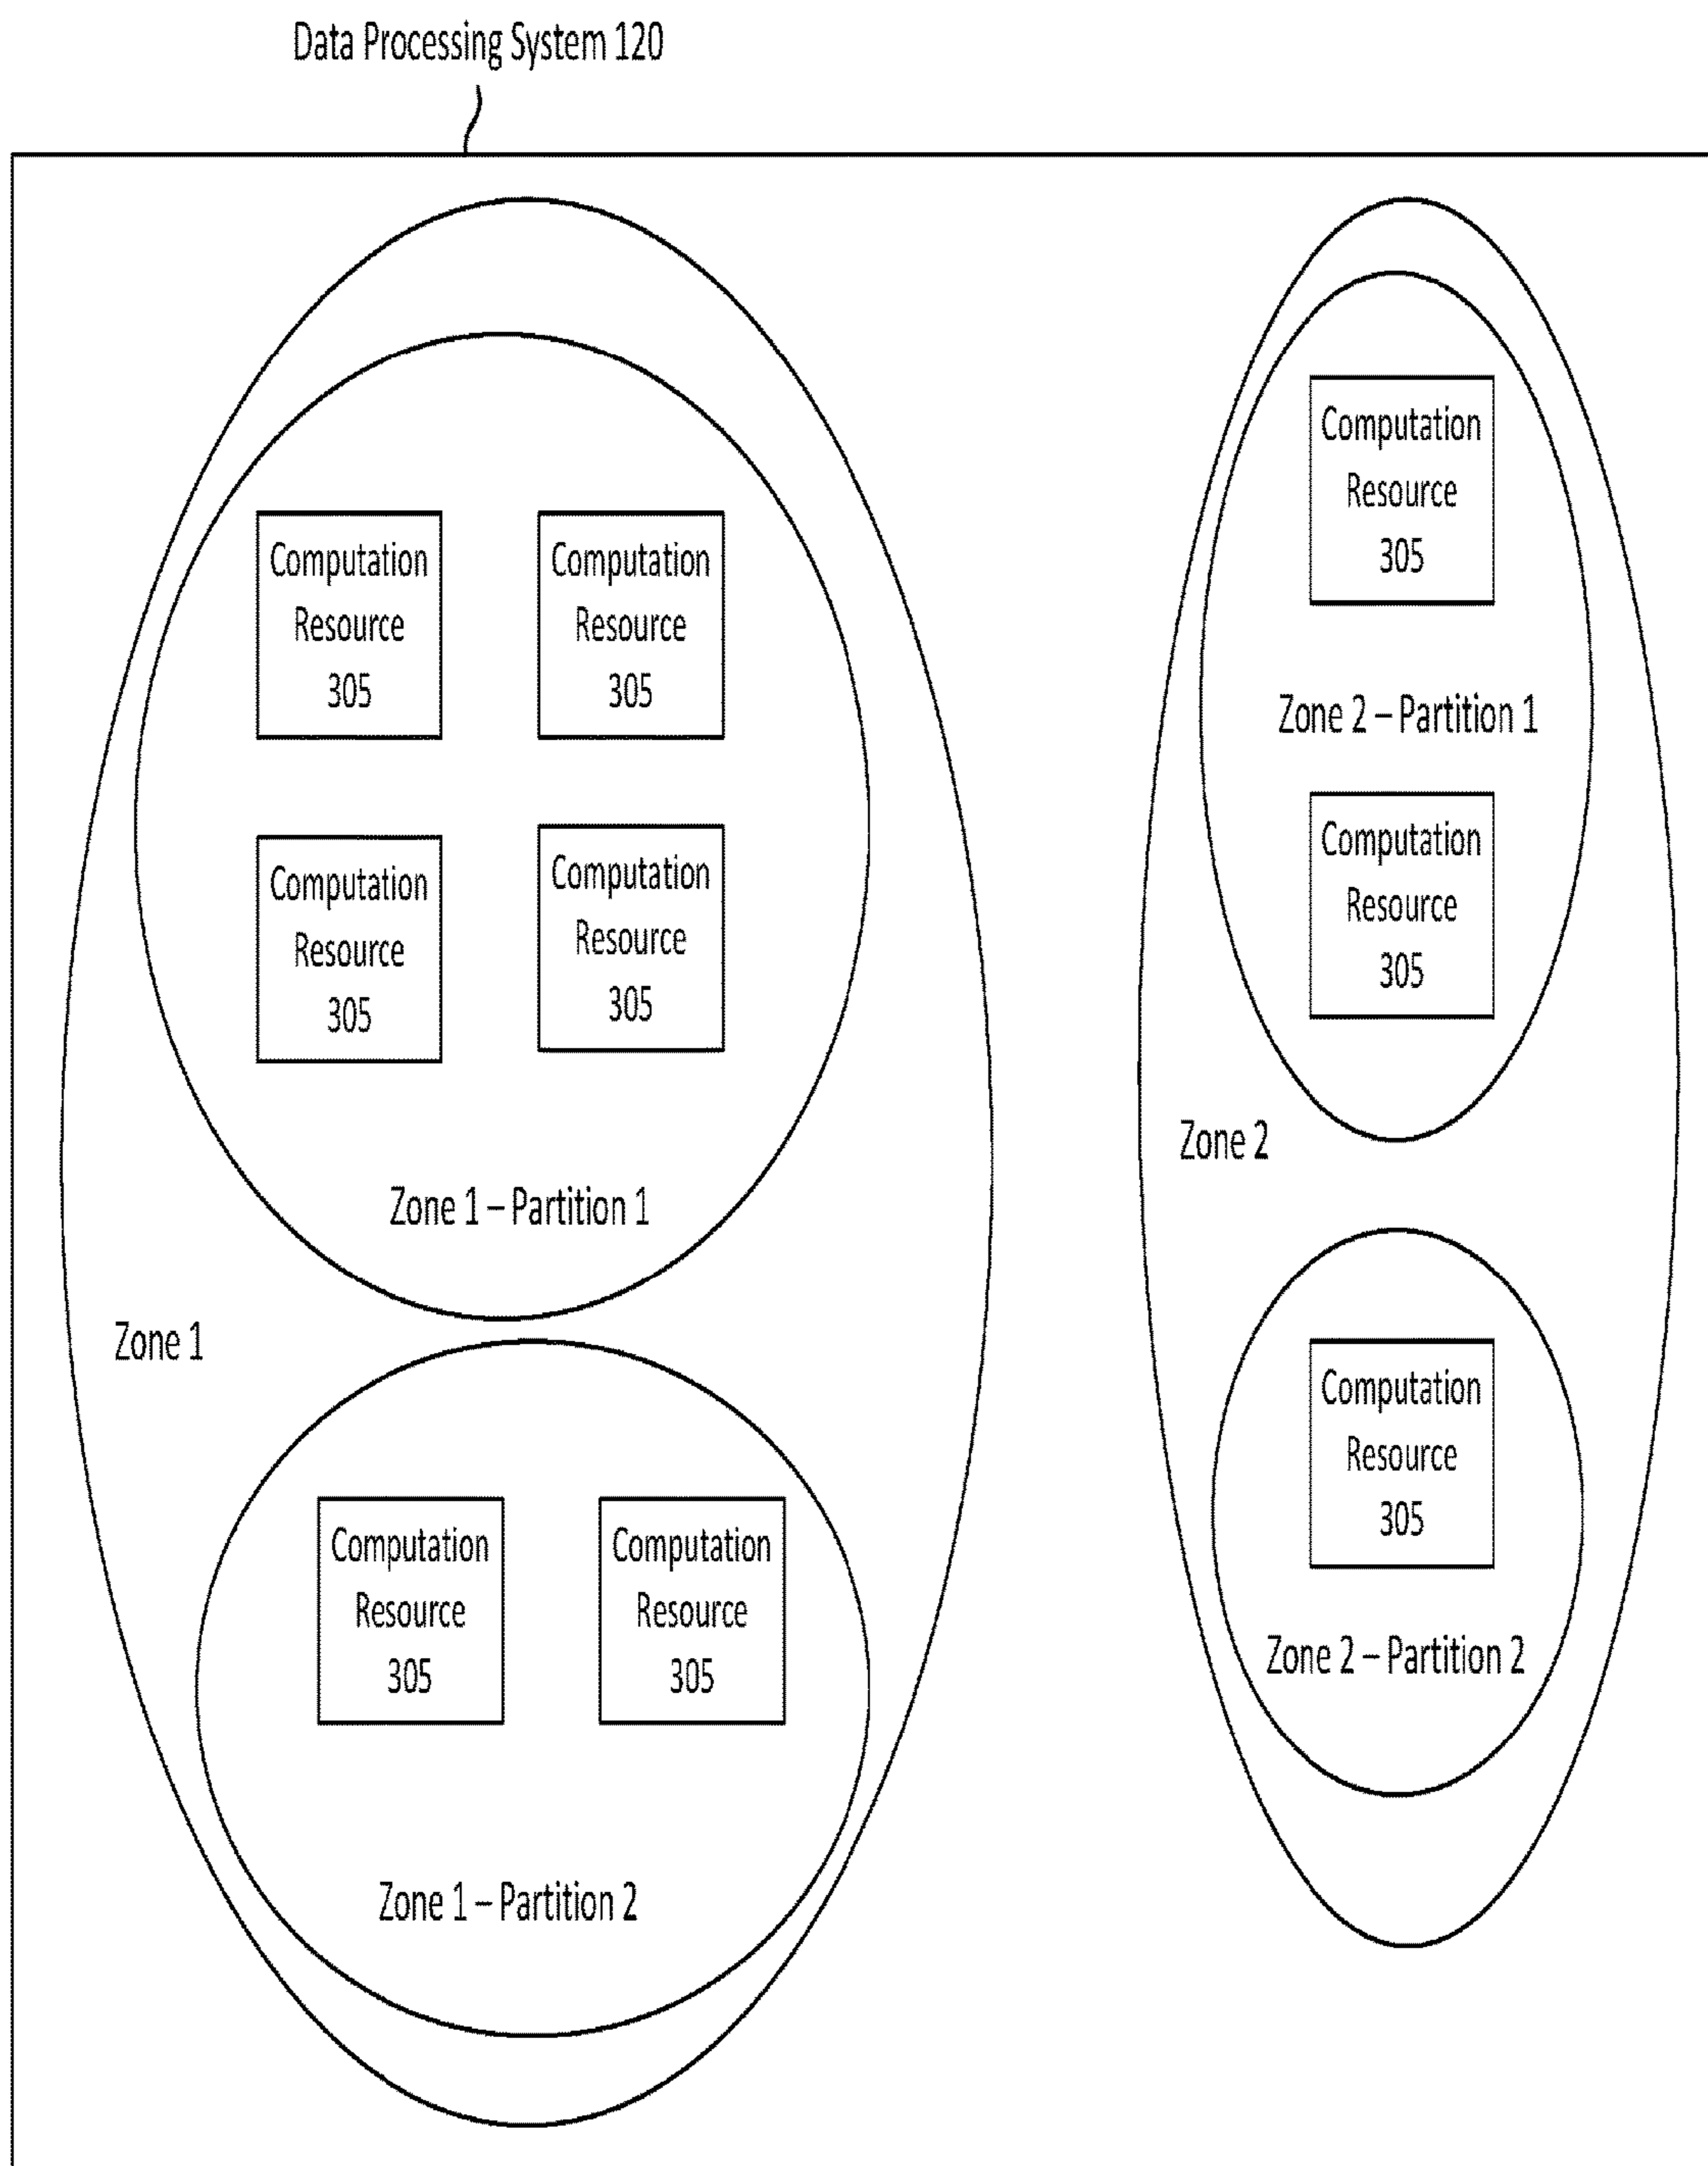 Data Processing System 120
Computation
Resource
305
Computation
Resource
305
Computation
Resource
305
Computation
Resource
305
Zone 1 – Partition 1
Zone 1
Computation
Resource
305
Computation
Resource
305
Zone 1 – Partition 2
Computation
Resource
305
Zone 2 – Partition 1
Computation
Resource
305
Zone 2
Computation
Resource
305
Zone 2 – Partition 2